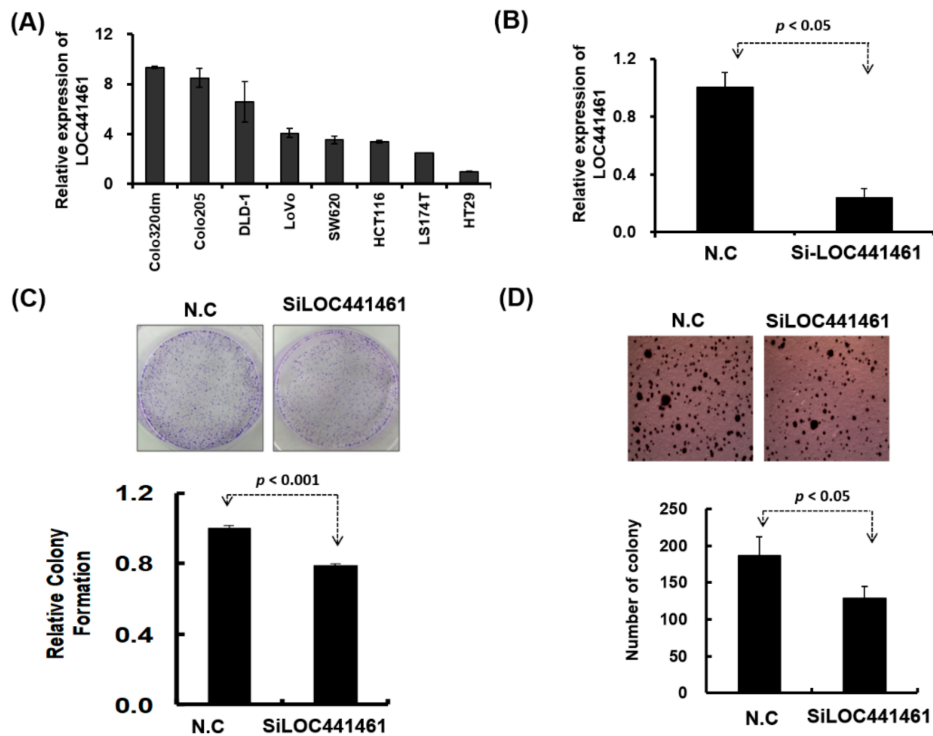 (A)
Relative expression of
LOC441461
12
8
4
0
Colo320dm
Colo205
DLD-1
LoVo
SW620
HCT116
LS174T
HT29
(B)
p < 0.05
Relative expression of
LOC441461
1.2
0.8
0.4
0.0
N.C
Si-LOC441461
(C)
N.C
SiLOC441461
p < 0.001
Relative Colony
Formation
1.2
0.8
0.4
0.0
N.C
SiLOC441461
(D)
N.C
SiLOC441461
p < 0.05
Number of colony
250
200
150
100
50
0
N.C
SiLOC441461